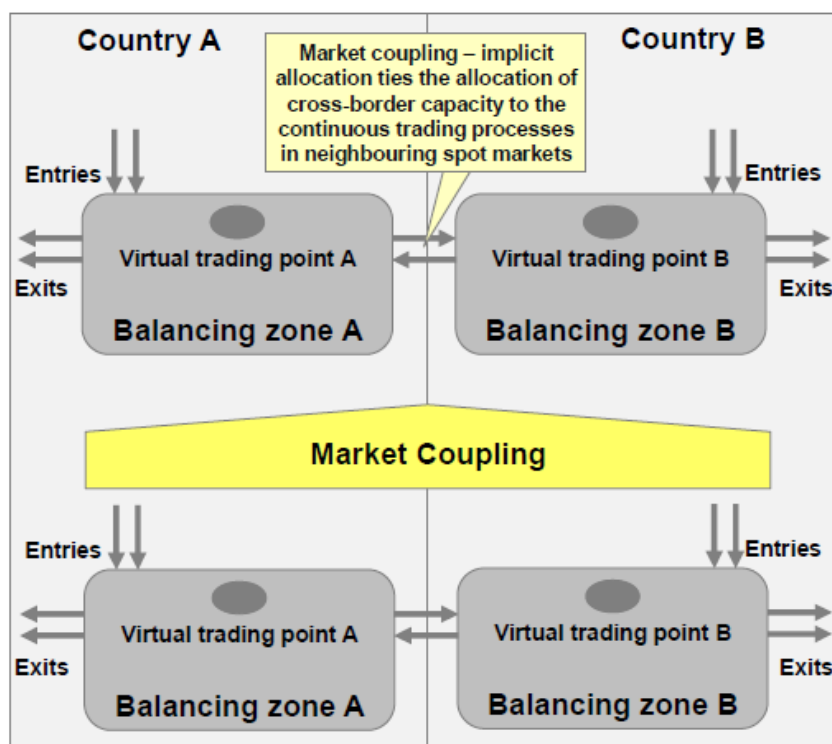 Country A
Country B
Market coupling – implicit
allocation ties the allocation of
cross-border capacity to the
continuous trading processes
in neighbouring spot markets
Entries
Entries
Virtual trading point A
Virtual trading point B
Exits
Exits
Balancing zone A
Balancing zone B
Market Coupling
Entries
Entries
Virtual trading point A
Virtual trading point B
Exits
Exits
Balancing zone A
Balancing zone B